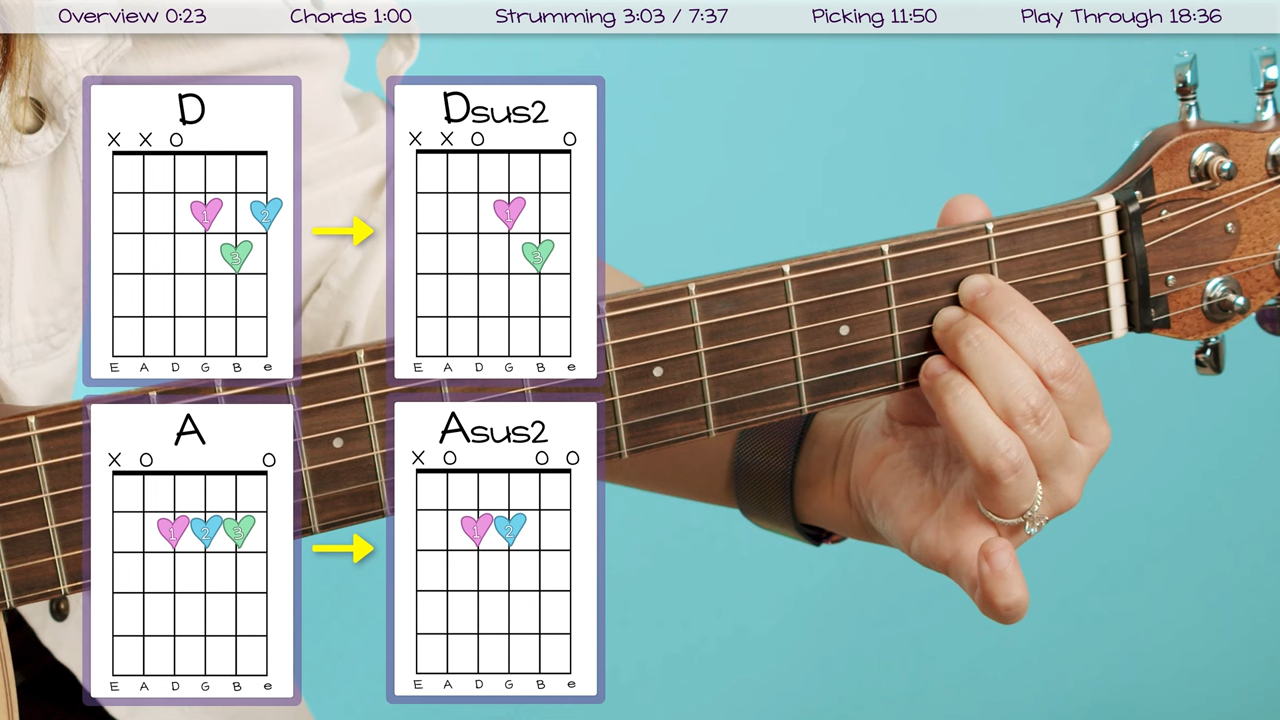 Overview 0:23 Chords 1:00 Strumming 3:03 / 7:37 Picking 11:50 Play Through 18:36
D
X X O
1 2
3
E A D G B e
Dsus2
X X O O
1
3
E A D G B e
A
X O O
1 2 3
E A D G B e
Asus2
X O O O
1 2
E A D G B e